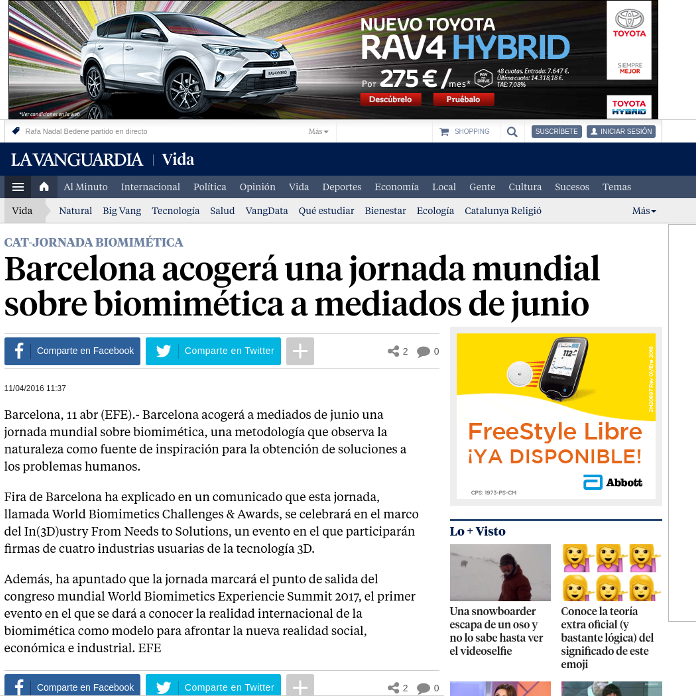 NUEVO TOYOTA
RAV4 HYBRID
Por 275 €/mes*
48 cuotas. Entrada: 7.647 €,
Última cuota: 14.318,18 €.
TAE: 7,08%
Descúbrelo
Pruébalo
*Ver condiciones en la web
TOYOTA
SIEMPRE
MEJOR
TOYOTA
HYBRID
Rafa Nadal Bedene partido en directo
Más
SHOPPING
SUSCRÍBETE
INICIAR SESIÓN
LAVANGUARDIA | Vida
Al Minuto Internacional Política Opinión Vida Deportes Economía Local Gente Cultura Sucesos Temas
Vida Natural Big Vang Tecnología Salud VangData Qué estudiar Bienestar Ecología Catalunya Religió Más
CAT-JORNADA BIOMIMÉTICA
Barcelona acogerá una jornada mundial
sobre biomimética a mediados de junio
Comparte en Facebook
Comparte en Twitter
2
0
11/04/2016 11:37
Barcelona, 11 abr (EFE).- Barcelona acogerá a mediados de junio una
jornada mundial sobre biomimética, una metodología que observa la
naturaleza como fuente de inspiración para la obtención de soluciones a
los problemas humanos.
Fira de Barcelona ha explicado en un comunicado que esta jornada,
llamada World Biomimetics Challenges & Awards, se celebrará en el marco
del In(3D)ustry From Needs to Solutions, un evento en el que participarán
firmas de cuatro industrias usuarias de la tecnología 3D.
Además, ha apuntado que la jornada marcará el punto de salida del
congreso mundial World Biomimetics Experiencie Summit 2017, el primer
evento en el que se dará a conocer la realidad internacional de la
biomimética como modelo para afrontar la nueva realidad social,
económica e industrial. EFE
Comparte en Facebook
Comparte en Twitter
2
0
112
FreeStyle Libre
¡YA DISPONIBLE!
Abbott
CPS: 1973-PS-CM
Lo + Visto
Una snowboarder
escapa de un oso y
no lo sabe hasta ver
el videoselfie
Conoce la teoría
extra oficial (y
bastante lógica) del
significado de este
emoji